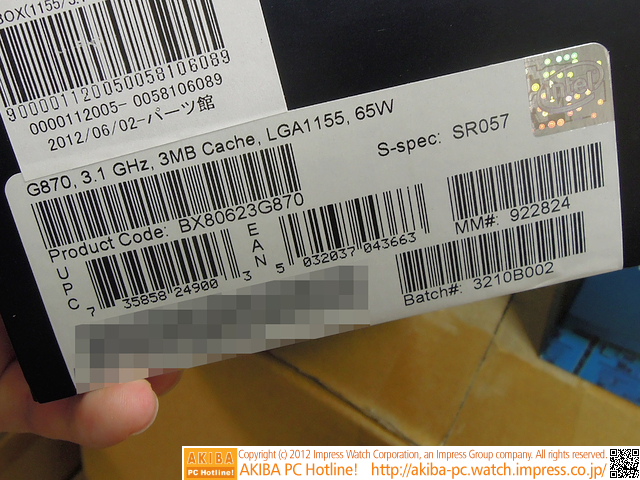 BOX(1155/3.
9000011200500581 06089
0000112005- 0058106089
2012/06/02-パーツ館
intel
G870, 3.1 GHz, 3MB Cache, LGA1155, 65W
S-spec: SR057
Product Code: BX80623G870
MM#: 922824
UPC
7 35858 24900 3
EAN
5 032037 043663
Batch#: 3210B002
AKIBA
PC Hotline!
Copyright (c) 2012 Impress Watch Corporation, an Impress Group company. All rights reserved.
AKIBA PC Hotline! http://akiba-pc.watch.impress.co.jp/